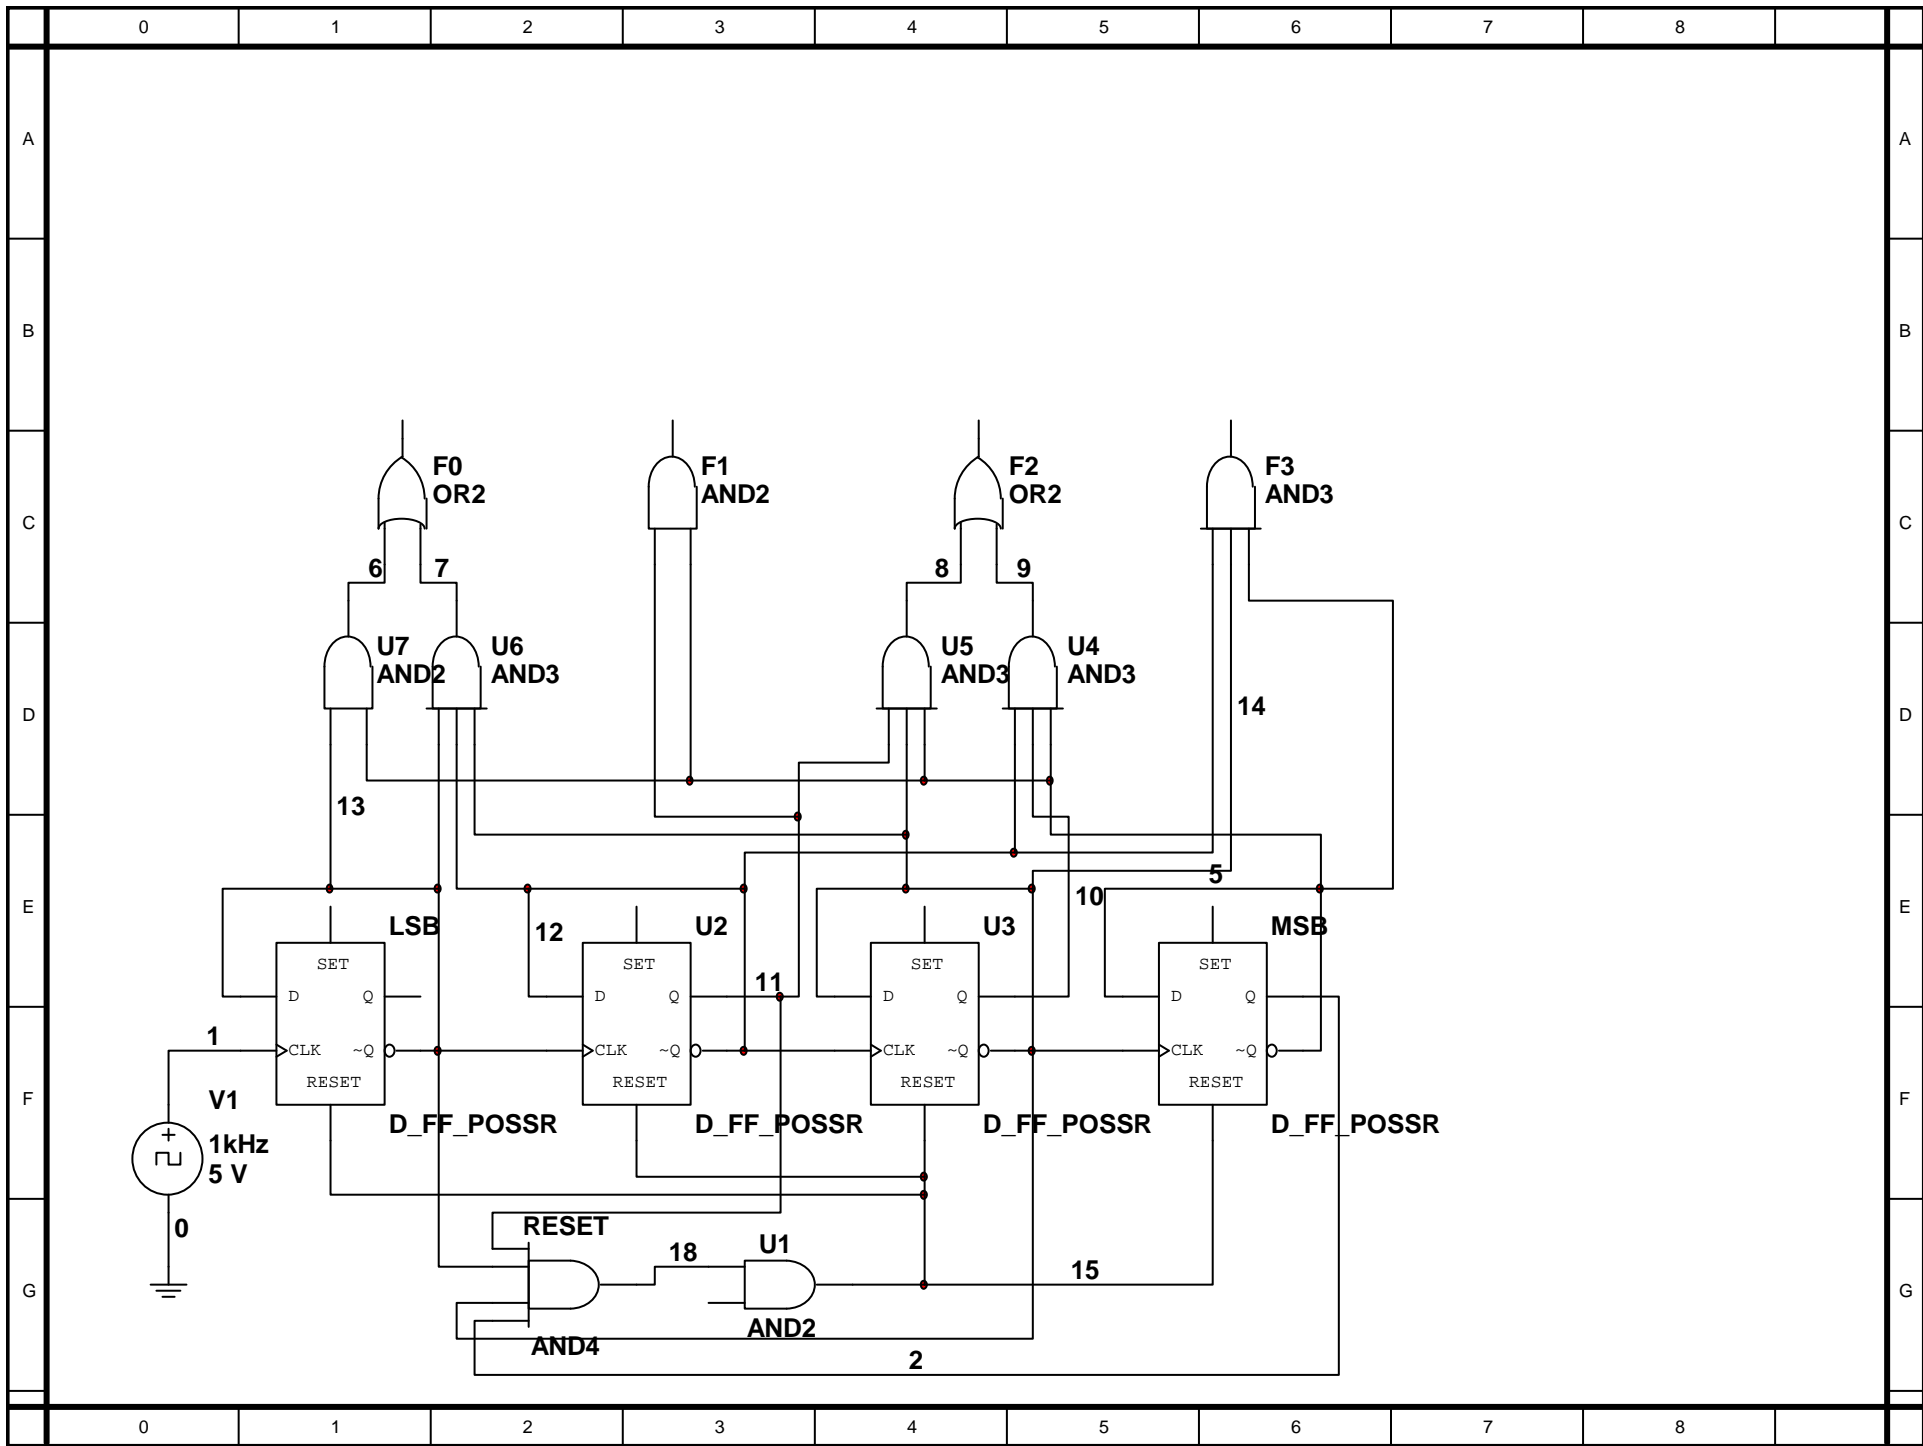 0 1 2 3 4 5 6 7 8
A A
B B
F0 F1 F2 F3
OR2 AND2 OR2 AND3
C C
6 7 8 9
U7 U6 U5 U4
AND2 AND3 AND3 AND3
D 14 D
13
5
E 10 E
LSB 12 U2 U3 MSB
SET SET SET SET
11
D Q D Q D Q D Q
1
CLK ~Q CLK ~Q CLK ~Q CLK ~Q
RESET RESET RESET RESET
F V1 F
D_FF_POSSR D_FF_POSSR D_FF_POSSR D_FF_POSSR
1kHz
5 V
0 RESET
18 U1
G 15 G
AND4 AND2
2
0 1 2 3 4 5 6 7 8